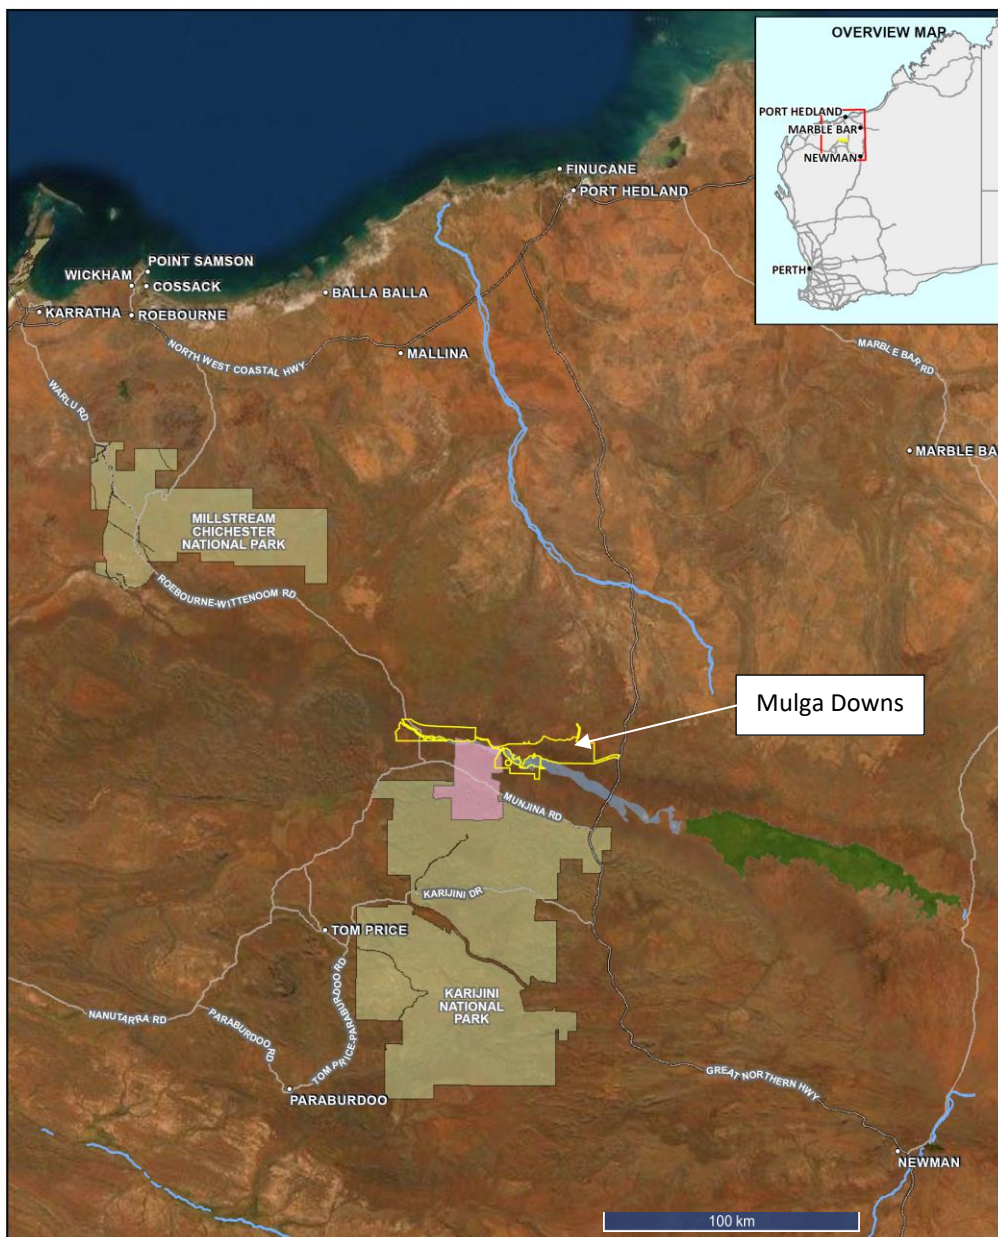 OVERVIEW MAP
PORT HEDLAND
MARBLE BAR
NEWMAN
PERTH
FINUCANE
PORT HEDLAND
POINT SAMSON
WICKHAM
COSSACK
BALLA BALLA
KARRATHA
ROEBOURNE
NORTH WEST COASTAL HWY
MALLINA
MARBLE BAR RD
WARLU RD
MARBLE BA
MILLSTREAM
CHICHESTER
NATIONAL PARK
ROEBOURNE-WITTENOOM RD
Mulga Downs
MUNJINA RD
KARIJINI DR
TOM PRICE
KARIJINI
NATIONAL
PARK
NANUTARRA RD
PARABURDOO RD
TOM PRICE-PARABURDOO RD
PARABURDOO
GREAT NORTHERN HWY
NEWMAN
100 km